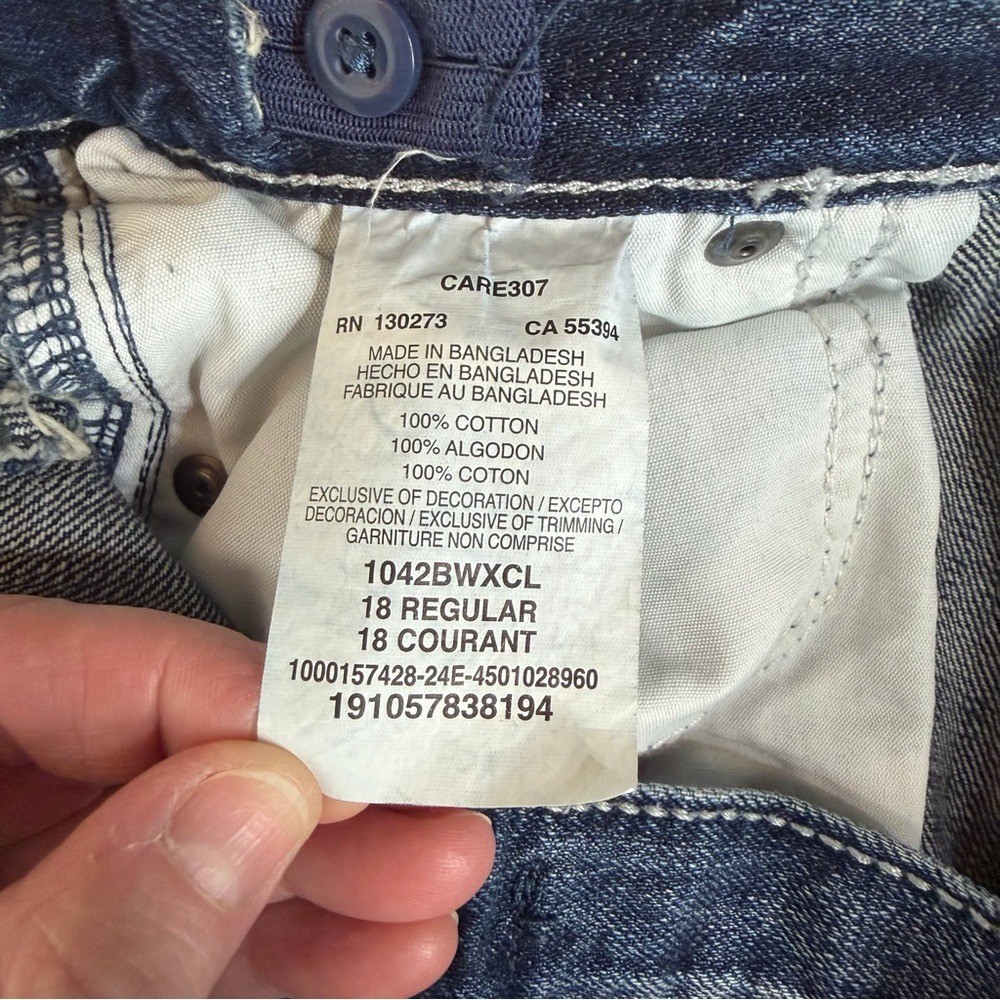 CARE307
RN 130273 CA 55394
MADE IN BANGLADESH
HECHO EN BANGLADESH
FABRIQUE AU BANGLADESH
100% COTTON
100% ALGODON
100% COTON
EXCLUSIVE OF DECORATION / EXCEPTO
DECORACION / EXCLUSIVE OF TRIMMING /
GARNITURE NON COMPRISE
1042BWXCL
18 REGULAR
18 COURANT
1000157428-24E-4501028960
191057838194